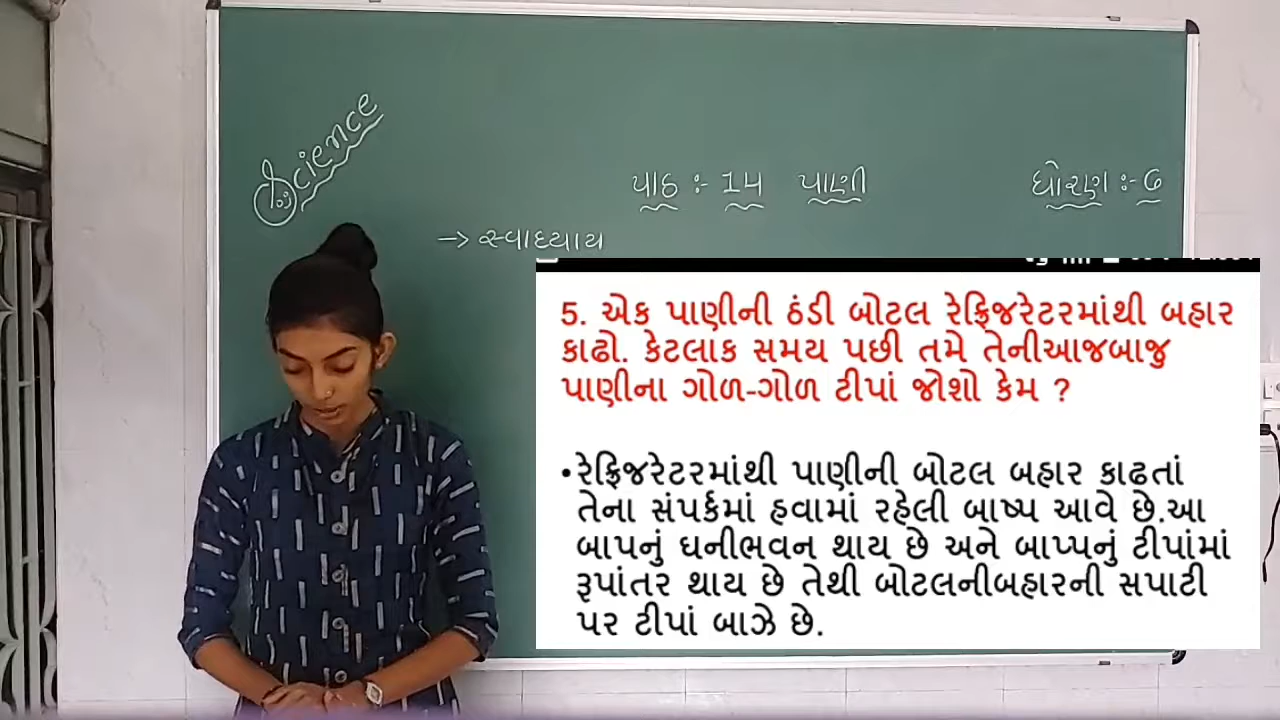 Science
પાઠ :- 14 પાણી
ધોરણ :- ૭
→ સ્વાધ્યાય
5. એક પાણીની ઠંડી બોટલ રેફ્રિજરેટરમાંથી બહાર
કાઢો. કેટલાક સમય પછી તમે તેનીઆજબાજુ
પાણીના ગોળ-ગોળ ટીપાં જોશો કેમ ?
•રેફ્રિજરેટરમાંથી પાણીની બોટલ બહાર કાઢતાં
તેના સંપર્કમાં હવામાં રહેલી બાષ્પ આવે છે.આ
બાપનું ઘનીભવન થાય છે અને બાપ્પનું ટીપાંમાં
રૂપાંતર થાય છે તેથી બોટલનીબહારની સપાટી
પર ટીપાં બાઝે છે.